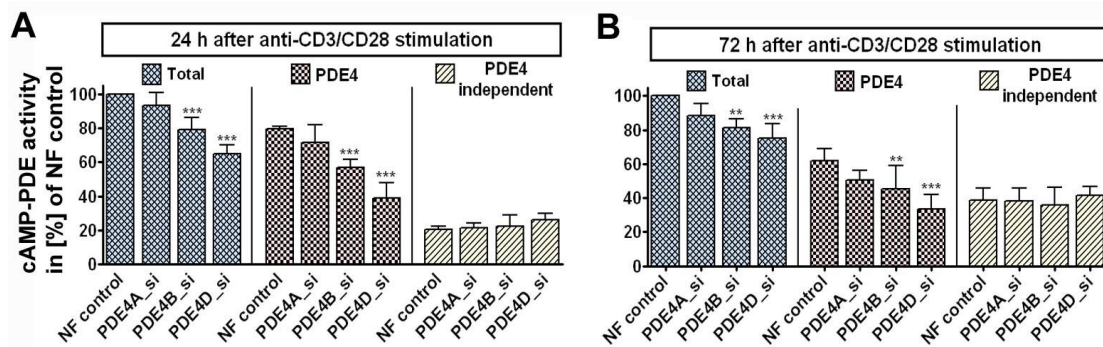 A
24 h after anti-CD3/CD28 stimulation
Total
PDE4
PDE4
independent
cAMP-PDE activity
in [%] of NF control
100
80
60
40
20
0
***
***
***
***
NF control
PDE4A_si
PDE4B_si
PDE4D_si
NF control
PDE4A_si
PDE4B_si
PDE4D_si
NF control
PDE4A_si
PDE4B_si
PDE4D_si
B
72 h after anti-CD3/CD28 stimulation
Total
PDE4
PDE4
independent
100
80
60
40
20
0
**
***
**
***
NF control
PDE4A_si
PDE4B_si
PDE4D_si
NF control
PDE4A_si
PDE4B_si
PDE4D_si
NF control
PDE4A_si
PDE4B_si
PDE4D_si